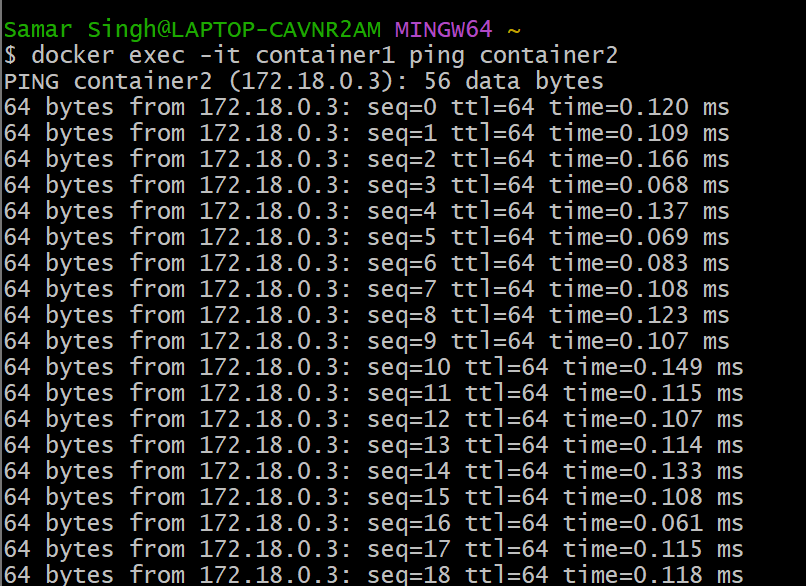 Samar Singh@LAPTOP-CAVNR2AM MINGW64 ~
$ docker exec -it container1 ping container2
PING container2 (172.18.0.3): 56 data bytes
64 bytes from 172.18.0.3: seq=0 ttl=64 time=0.120 ms
64 bytes from 172.18.0.3: seq=1 ttl=64 time=0.109 ms
64 bytes from 172.18.0.3: seq=2 ttl=64 time=0.166 ms
64 bytes from 172.18.0.3: seq=3 ttl=64 time=0.068 ms
64 bytes from 172.18.0.3: seq=4 ttl=64 time=0.137 ms
64 bytes from 172.18.0.3: seq=5 ttl=64 time=0.069 ms
64 bytes from 172.18.0.3: seq=6 ttl=64 time=0.083 ms
64 bytes from 172.18.0.3: seq=7 ttl=64 time=0.108 ms
64 bytes from 172.18.0.3: seq=8 ttl=64 time=0.123 ms
64 bytes from 172.18.0.3: seq=9 ttl=64 time=0.107 ms
64 bytes from 172.18.0.3: seq=10 ttl=64 time=0.149 ms
64 bytes from 172.18.0.3: seq=11 ttl=64 time=0.115 ms
64 bytes from 172.18.0.3: seq=12 ttl=64 time=0.107 ms
64 bytes from 172.18.0.3: seq=13 ttl=64 time=0.114 ms
64 bytes from 172.18.0.3: seq=14 ttl=64 time=0.133 ms
64 bytes from 172.18.0.3: seq=15 ttl=64 time=0.108 ms
64 bytes from 172.18.0.3: seq=16 ttl=64 time=0.061 ms
64 bytes from 172.18.0.3: seq=17 ttl=64 time=0.115 ms
64 bytes from 172.18.0.3: seq=18 ttl=64 time=0.118 ms